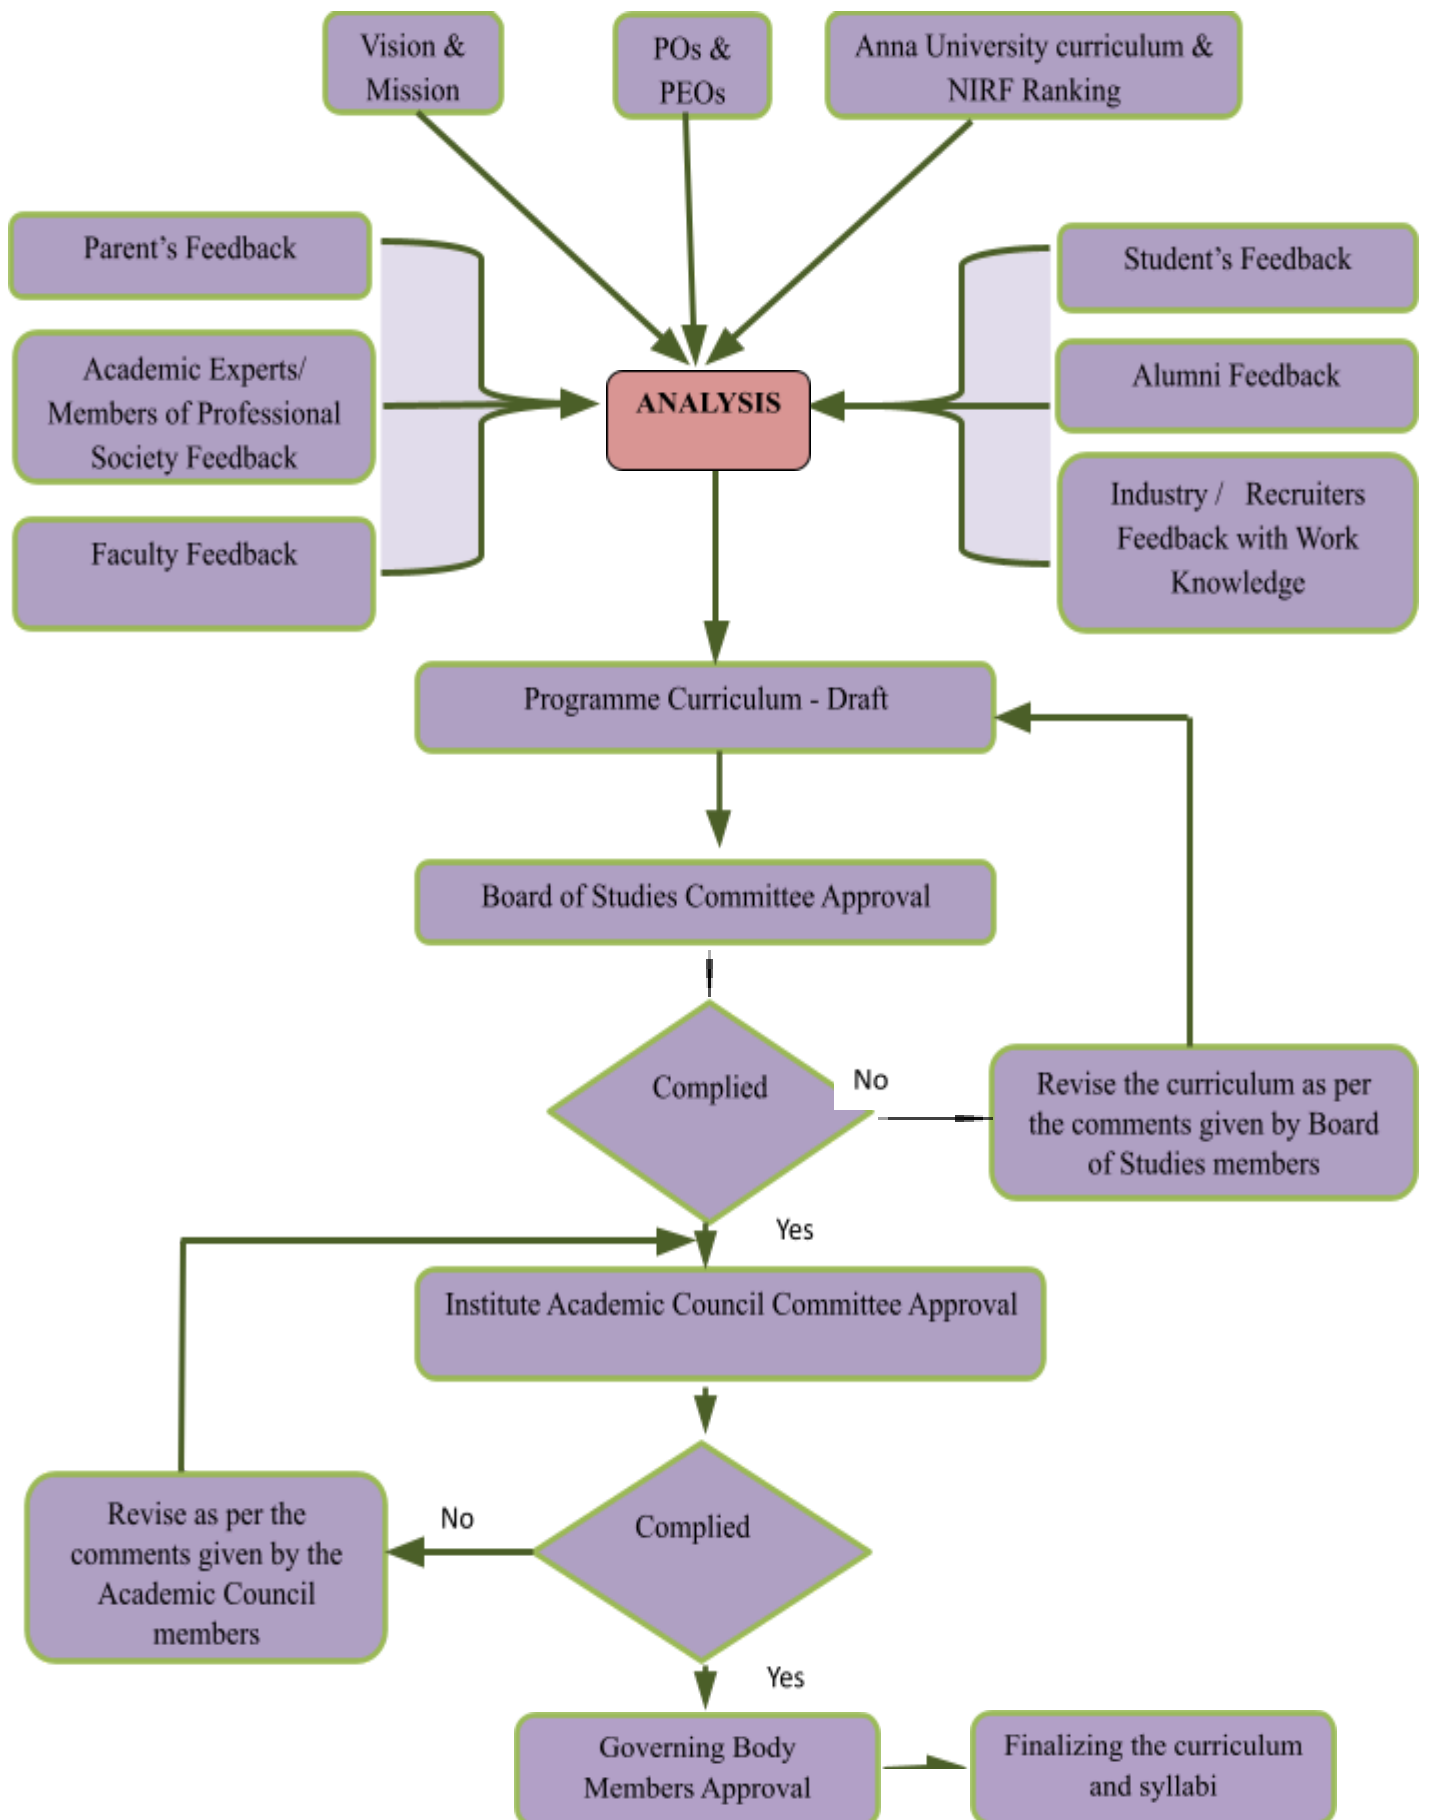 Vision &
Mission
POs &
PEOs
Anna University curriculum &
NIRF Ranking
Parent’s Feedback
Academic Experts/
Members of Professional
Society Feedback
Faculty Feedback
Student’s Feedback
Alumni Feedback
Industry / Recruiters
Feedback with Work
Knowledge
ANALYSIS
Programme Curriculum - Draft
Board of Studies Committee Approval
Complied
No
Revise the curriculum as per
the comments given by Board
of Studies members
Yes
Institute Academic Council Committee Approval
Complied
No
Revise as per the
comments given by the
Academic Council
members
Yes
Governing Body
Members Approval
Finalizing the curriculum
and syllabi